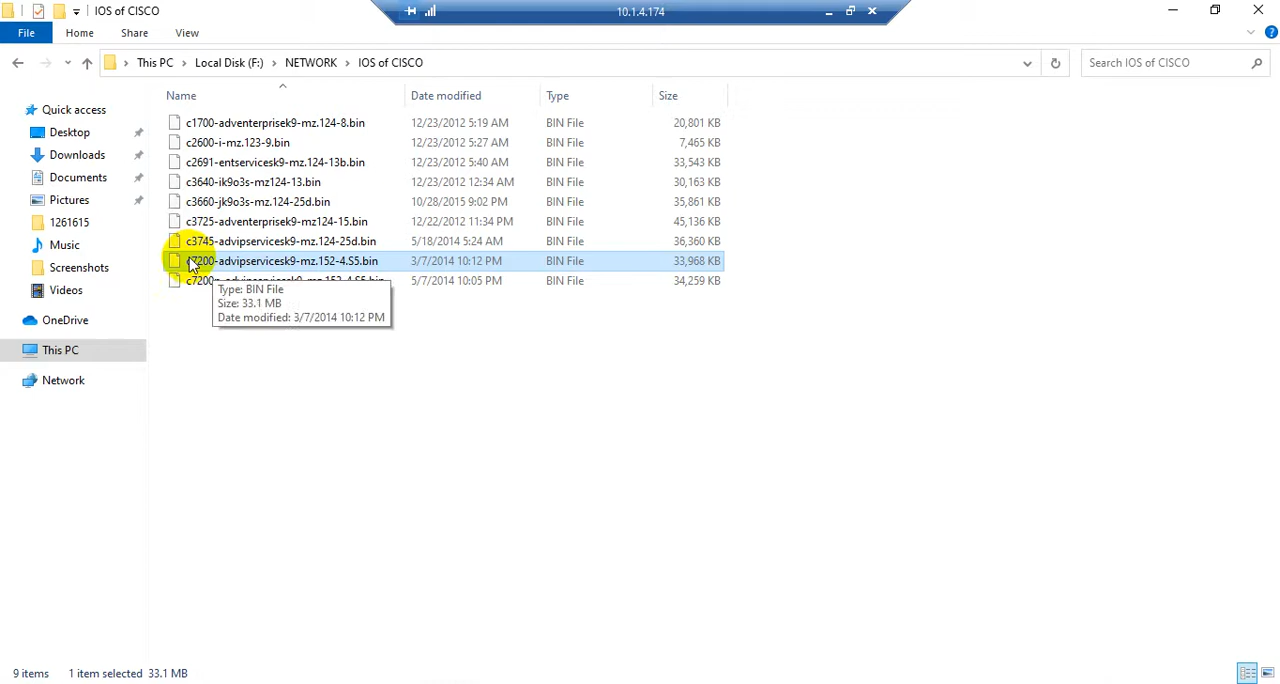 IOS of CISCO
10.1.4.174
File Home Share View
This PC Local Disk (F:) NETWORK IOS of CISCO
Search IOS of CISCO
Name Date modified Type Size
Quick access
Desktop
Downloads
Documents
Pictures
1261615
Music
Screenshots
Videos
OneDrive
This PC
Network
c1700-adventerprisek9-mz.124-8.bin 12/23/2012 5:19 AM BIN File 20,801 KB
c2600-i-mz.123-9.bin 12/23/2012 5:27 AM BIN File 7,465 KB
c2691-entservicesk9-mz.124-13b.bin 12/23/2012 5:40 AM BIN File 33,543 KB
c3640-ik9o3s-mz124-13.bin 12/23/2012 12:34 AM BIN File 30,163 KB
c3660-jk9o3s-mz.124-25d.bin 10/28/2015 9:02 PM BIN File 35,861 KB
c3725-adventerprisek9-mz124-15.bin 12/22/2012 11:34 PM BIN File 45,136 KB
c3745-advipservicesk9-mz.124-25d.bin 5/18/2014 5:24 AM BIN File 36,360 KB
c7200-advipservicesk9-mz.152-4.S5.bin 3/7/2014 10:12 PM BIN File 33,968 KB
5/7/2014 10:05 PM BIN File 34,259 KB
Type: BIN File
Size: 33.1 MB
Date modified: 3/7/2014 10:12 PM
9 items 1 item selected 33.1 MB